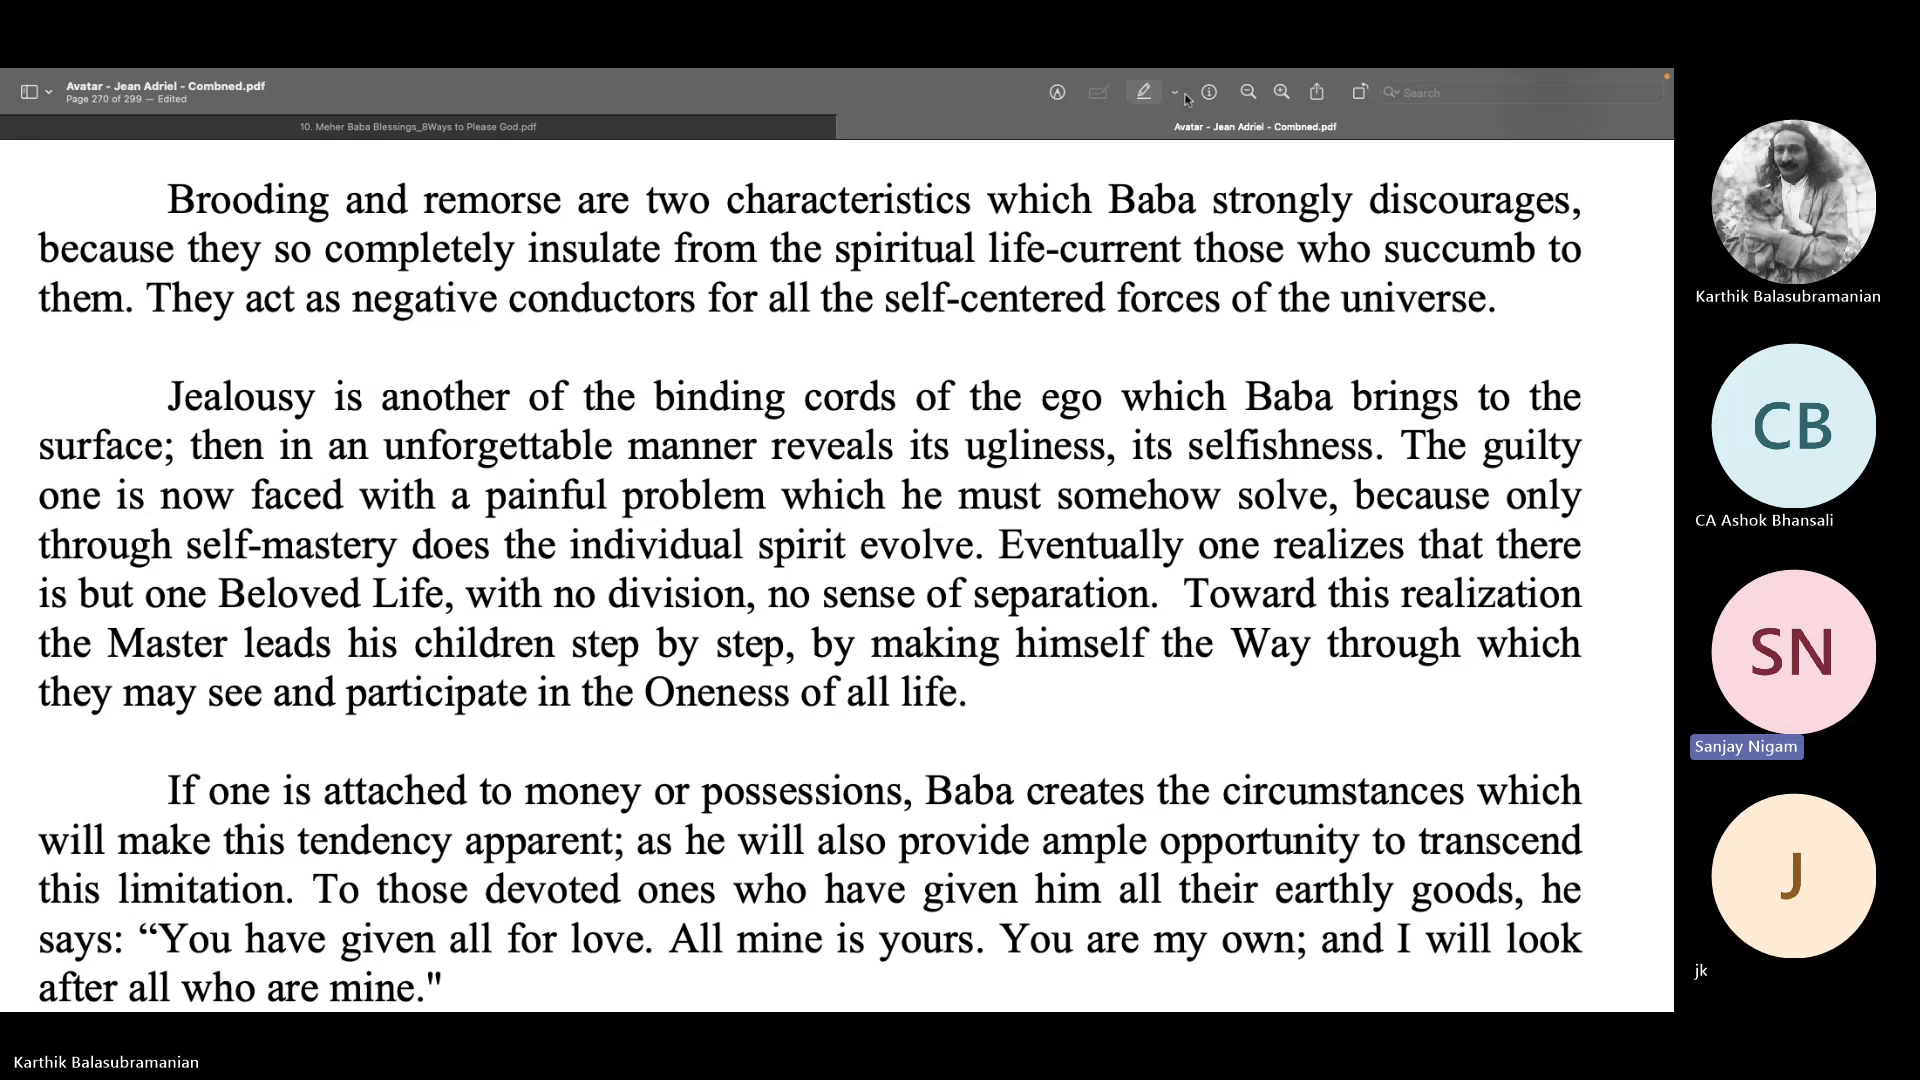 Avatar - Jean Adriel - Combned.pdf
Page 270 of 299 — Edited
Search
10. Meher Baba Blessings_8Ways to Please God.pdf
Avatar - Jean Adriel - Combned.pdf
Brooding and remorse are two characteristics which Baba strongly discourages,
because they so completely insulate from the spiritual life-current those who succumb to
them. They act as negative conductors for all the self-centered forces of the universe.
Jealousy is another of the binding cords of the ego which Baba brings to the
surface; then in an unforgettable manner reveals its ugliness, its selfishness. The guilty
one is now faced with a painful problem which he must somehow solve, because only
through self-mastery does the individual spirit evolve. Eventually one realizes that there
is but one Beloved Life, with no division, no sense of separation. Toward this realization
the Master leads his children step by step, by making himself the Way through which
they may see and participate in the Oneness of all life.
If one is attached to money or possessions, Baba creates the circumstances which
will make this tendency apparent; as he will also provide ample opportunity to transcend
this limitation. To those devoted ones who have given him all their earthly goods, he
says: “You have given all for love. All mine is yours. You are my own; and I will look
after all who are mine."
Karthik Balasubramanian
CB
CA Ashok Bhansali
SN
Sanjay Nigam
J
jk
Karthik Balasubramanian